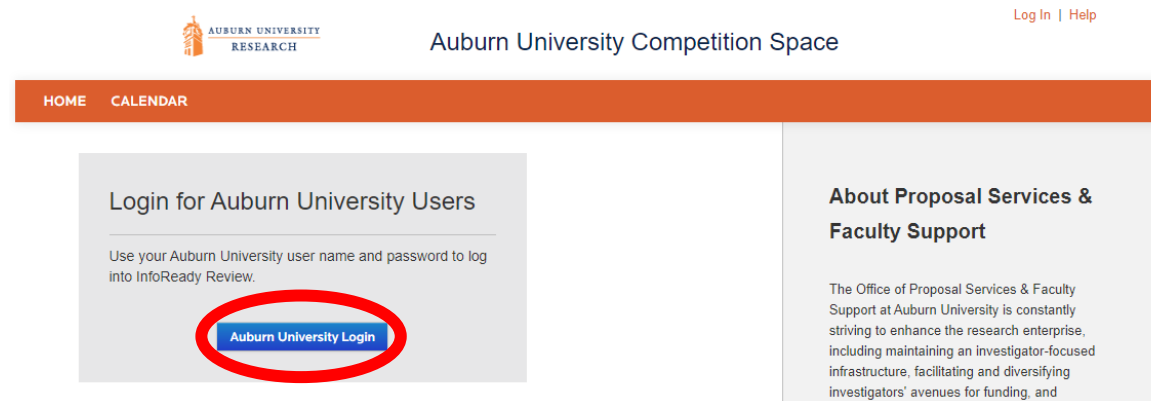 Log In | Help
AUBURN UNIVERSITY
RESEARCH
Auburn University Competition Space
HOME CALENDAR
Login for Auburn University Users
Use your Auburn University user name and password to log
into InfoReady Review.
Auburn University Login
About Proposal Services &
Faculty Support
The Office of Proposal Services & Faculty
Support at Auburn University is constantly
striving to enhance the research enterprise,
including maintaining an investigator-focused
infrastructure, facilitating and diversifying
investigators' avenues for funding, and